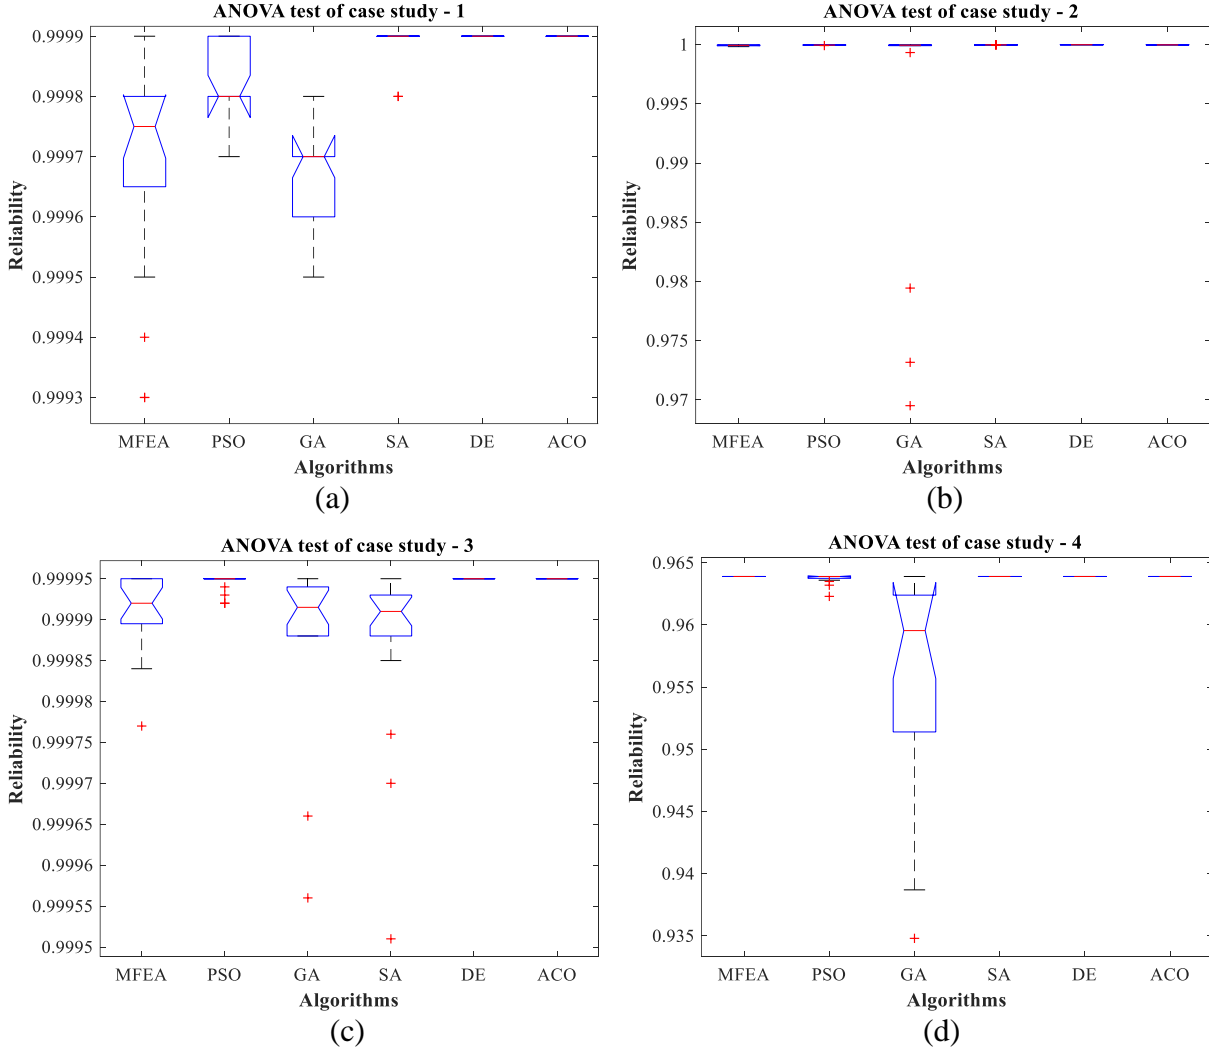 ANOVA test of case study - 1
0.9999
0.9998
0.9997
0.9996
0.9995
0.9994
0.9993
Reliability
MFEA PSO GA SA DE ACO
Algorithms
(a)
ANOVA test of case study - 2
1
0.995
0.99
0.985
0.98
0.975
0.97
Reliability
MFEA PSO GA SA DE ACO
Algorithms
(b)
ANOVA test of case study - 3
0.99995
0.9999
0.99985
0.9998
0.99975
0.9997
0.99965
0.9996
0.99955
0.9995
Reliability
MFEA PSO GA SA DE ACO
Algorithms
(c)
ANOVA test of case study - 4
0.965
0.96
0.955
0.95
0.945
0.94
0.935
Reliability
MFEA PSO GA SA DE ACO
Algorithms
(d)